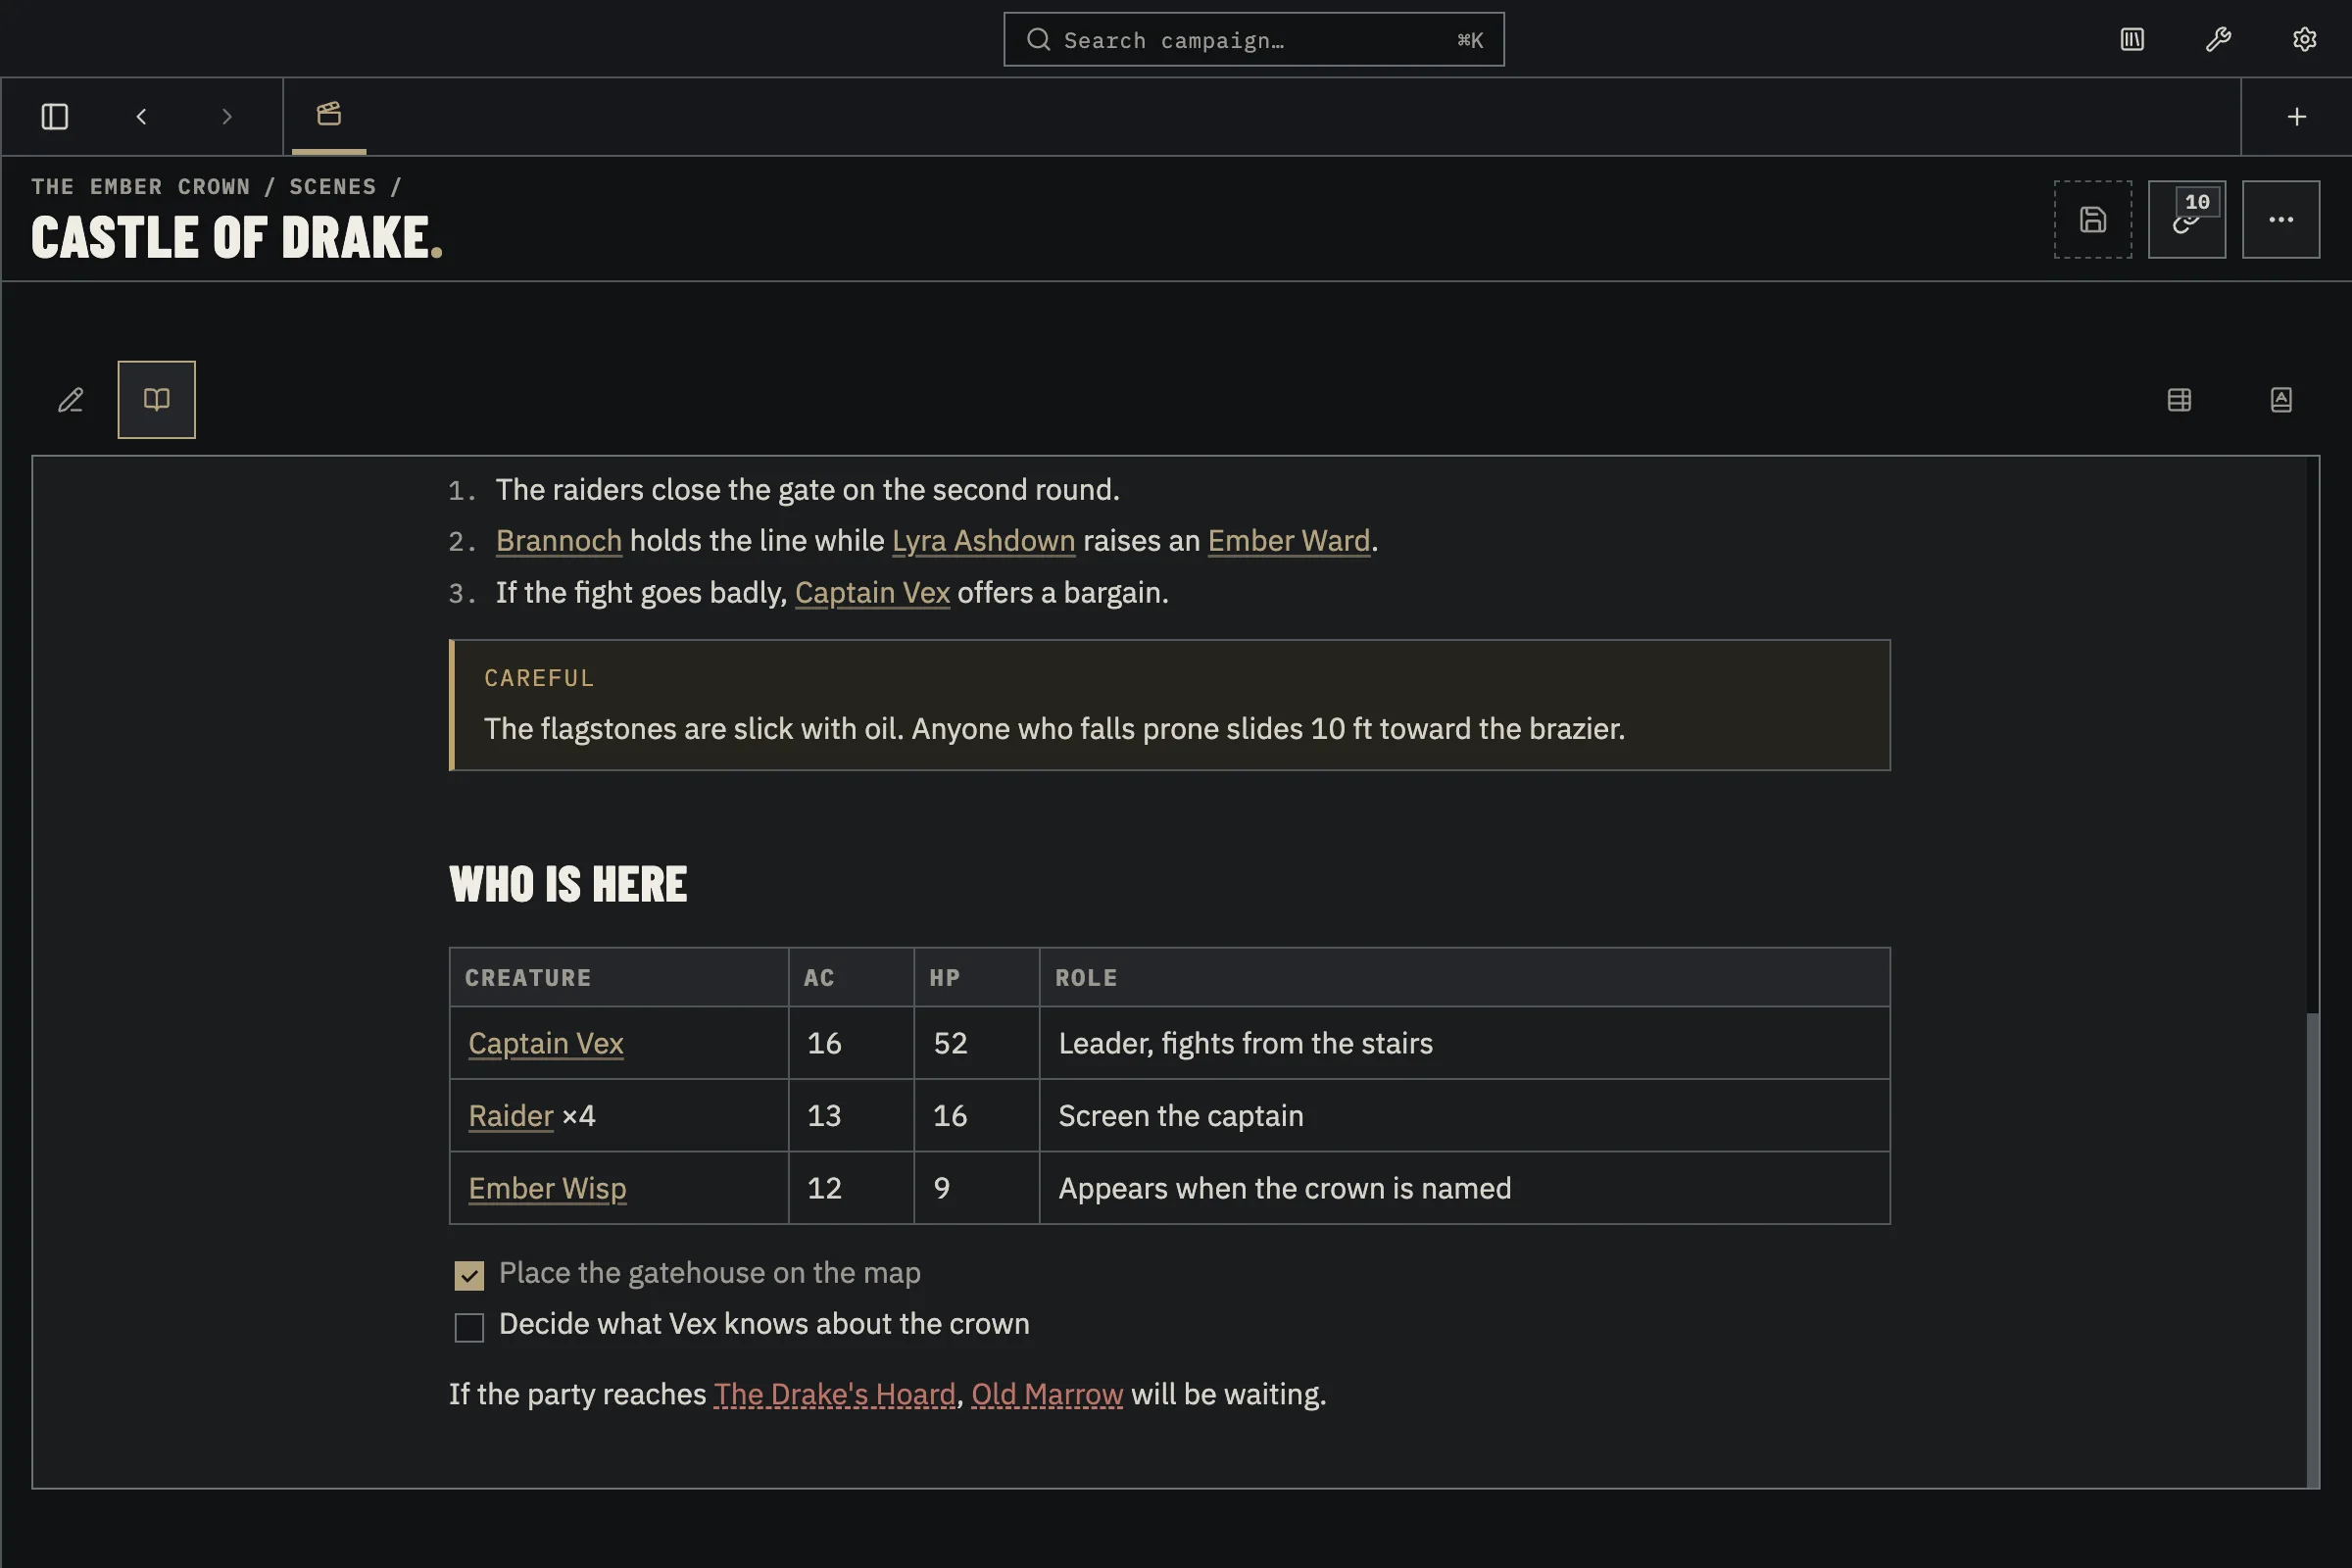 Search campaign… ⌘K
THE EMBER CROWN / SCENES /
CASTLE OF DRAKE.
10
1. The raiders close the gate on the second round.
2. Brannoch holds the line while Lyra Ashdown raises an Ember Ward.
3. If the fight goes badly, Captain Vex offers a bargain.
CAREFUL
The flagstones are slick with oil. Anyone who falls prone slides 10 ft toward the brazier.
WHO IS HERE
CREATURE AC HP ROLE
Captain Vex 16 52 Leader, fights from the stairs
Raider ×4 13 16 Screen the captain
Ember Wisp 12 9 Appears when the crown is named
Place the gatehouse on the map
Decide what Vex knows about the crown
If the party reaches The Drake's Hoard, Old Marrow will be waiting.